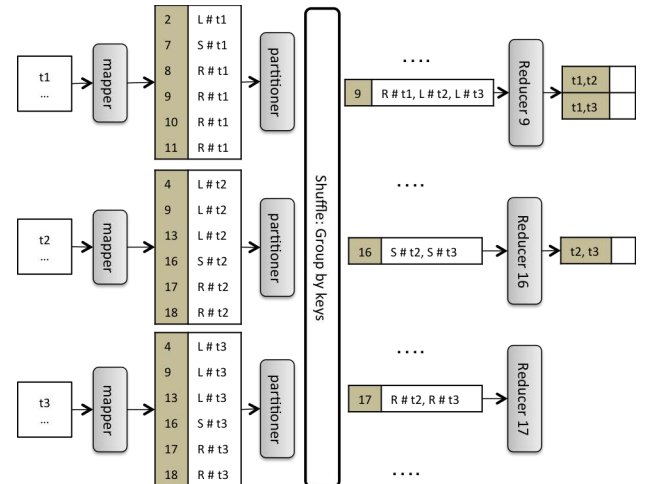 t1
...
mapper
2 L # t1
7 S # t1
8 R # t1
9 R # t1
10 R # t1
11 R # t1
partitioner
t2
...
mapper
4 L # t2
9 L # t2
13 L # t2
16 S # t2
17 R # t2
18 R # t2
partitioner
t3
...
mapper
4 L # t3
9 L # t3
13 L # t3
16 S # t3
17 R # t3
18 R # t3
partitioner
Shuffle: Group by keys
....
9 R # t1, L # t2, L # t3
Reducer 9
t1,t2
t1,t3
....
16 S # t2, S # t3
Reducer 16
t2, t3
....
17 R # t2, R # t3
Reducer 17
....